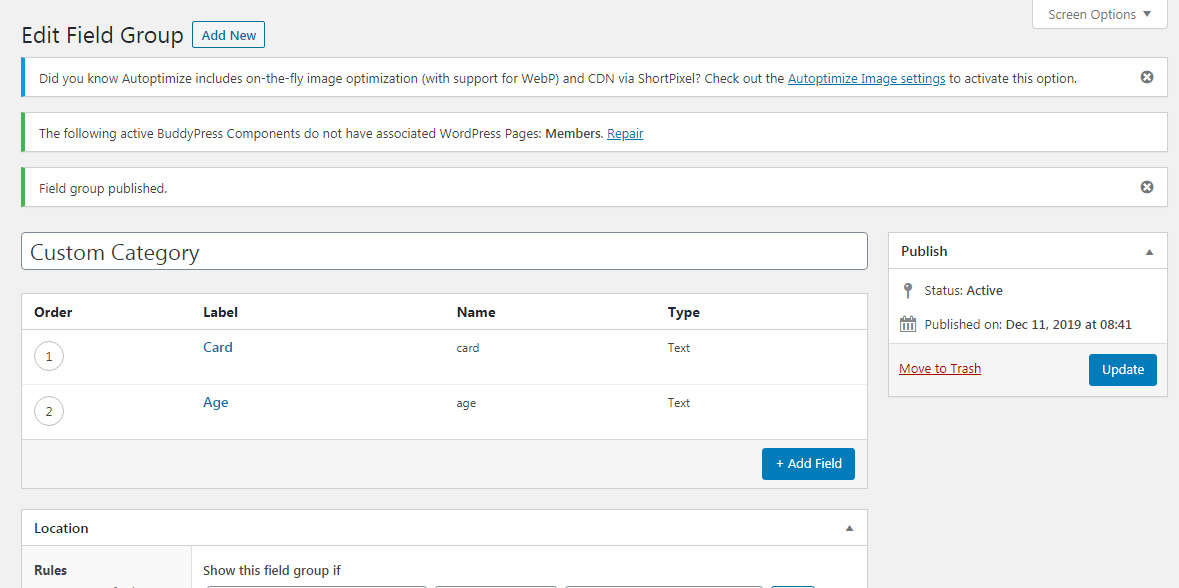 Screen Options
Edit Field Group Add New
Did you know Autoptimize includes on-the-fly image optimization (with support for WebP) and CDN via ShortPixel? Check out the Autoptimize Image settings to activate this option.
The following active BuddyPress Components do not have associated WordPress Pages: Members. Repair
Field group published.
Custom Category
Order Label Name Type
1 Card card Text
2 Age age Text
+ Add Field
Publish
Status: Active
Published on: Dec 11, 2019 at 08:41
Move to Trash Update
Location
Rules Show this field group if